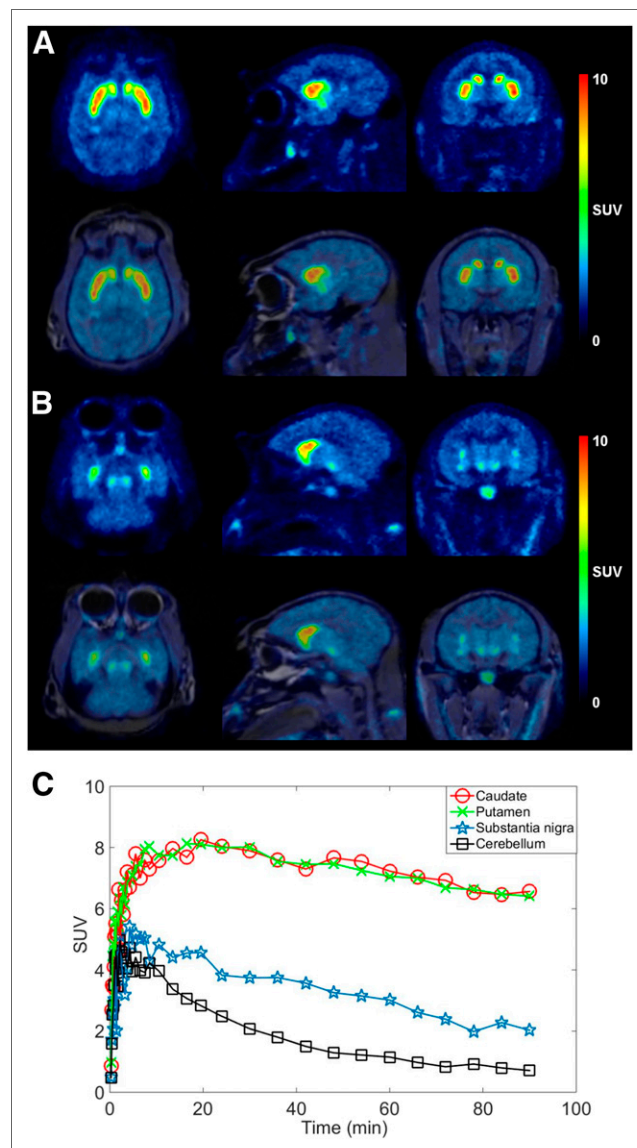 A
10
SUV
0
B
10
SUV
0
C
10
8
6
4
2
0
SUV
Caudate
Putamen
Substantia nigra
Cerebellum
0 20 40 60 80 100
Time (min)